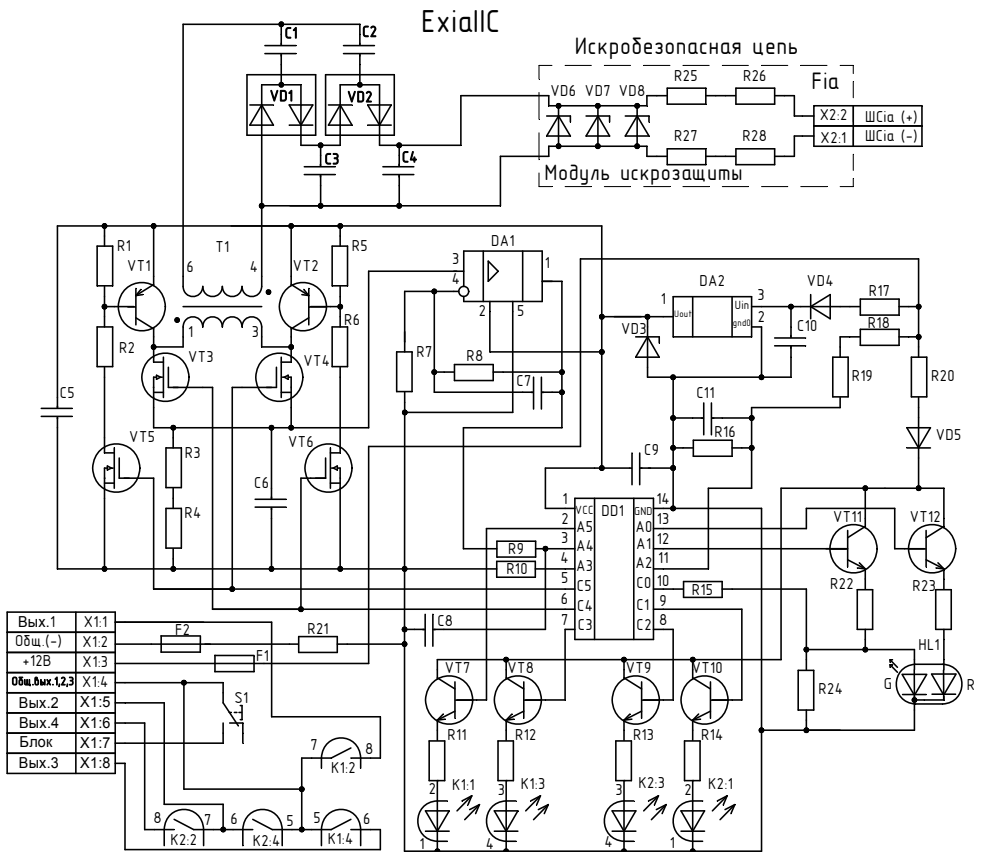 ExiaIIC
Искробезопасная цепь
C1
C2
VD1
VD2
C3
C4
VD6
VD7
VD8
R25
R26
R27
R28
Fia
X2:2 ШСia (+)
X2:1 ШСia (-)
Модуль искрозащиты
R1
VT1
T1
6
4
VT2
R5
R2
1
3
R6
VT3
VT4
C5
VT5
VT6
R3
R4
C6
DA1
3
4
1
2
5
R7
R8
C7
DA2
1
Uout
Uin
3
gnd0
2
VD3
VD4
C10
R17
R18
R19
R20
VD5
C11
R16
C9
DD1
1 VCC
2 A5
3 A4
4 A3
5 C5
6 C4
7 C3
GND 14
A0 13
A1 12
A2 11
C0 10
C1 9
C2 8
R9
R10
C8
R15
VT11
VT12
R22
R23
HL1
G
R
R24
Вых.1 X1:1
Общ.(-) X1:2
+12В X1:3
Общ.вых.1,2,3 X1:4
Вых.2 X1:5
Вых.4 X1:6
Блок X1:7
Вых.3 X1:8
F2
R21
F1
S1
7
8
K1:2
8
7
K2:2
6
5
K2:4
5
6
K1:4
VT7
VT8
VT9
VT10
R11
R12
R13
R14
2
K1:1
1
3
K1:3
4
3
K2:3
4
2
K2:1
1